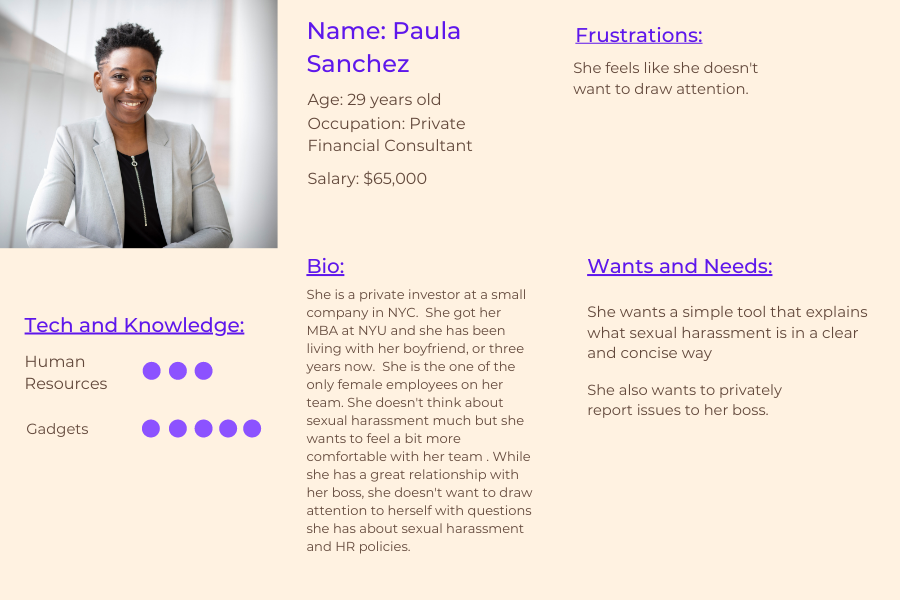 Name: Paula
Sanchez
Age: 29 years old
Occupation: Private
Financial Consultant
Salary: $65,000
Frustrations:
She feels like she doesn't
want to draw attention.
Tech and Knowledge:
Human
Resources
Gadgets
Bio:
She is a private investor at a small
company in NYC.  She got her
MBA at NYU and she has been
living with her boyfriend, or three
years now.  She is the one of the
only female employees on her
team. She doesn't think about
sexual harassment much but she
wants to feel a bit more
comfortable with her team . While
she has a great relationship with
her boss, she doesn't want to draw
attention to herself with questions
she has about sexual harassment
and HR policies.
Wants and Needs:
She wants a simple tool that explains
what sexual harassment is in a clear
and concise way
She also wants to privately
report issues to her boss.